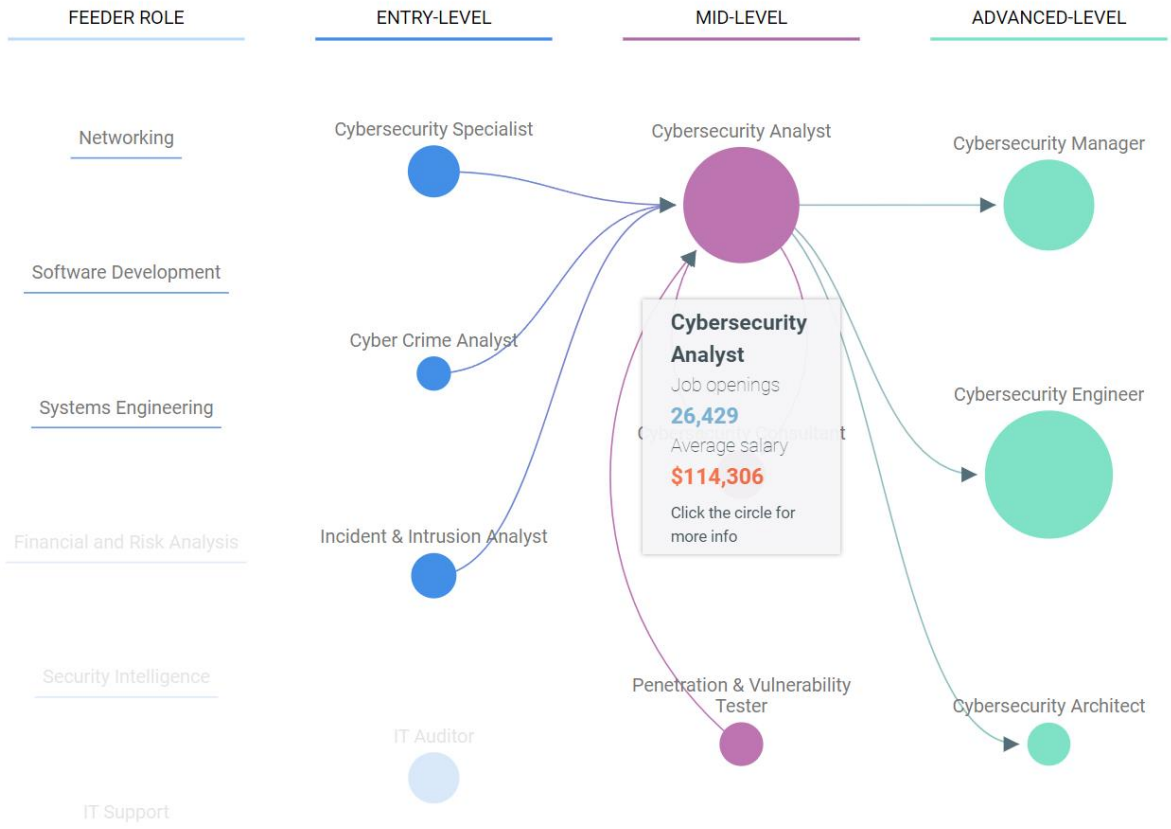 FEEDER ROLE
ENTRY-LEVEL
MID-LEVEL
ADVANCED-LEVEL
Networking
Software Development
Systems Engineering
Financial and Risk Analysis
Security Intelligence
IT Support
Cybersecurity Specialist
Cyber Crime Analyst
Incident & Intrusion Analyst
IT Auditor
Cybersecurity Analyst
Cybersecurity
Analyst
Job openings
26,429
Cybersecurity Consultant
Average salary
$114,306
Click the circle for
more info
Penetration & Vulnerability
Tester
Cybersecurity Manager
Cybersecurity Engineer
Cybersecurity Architect